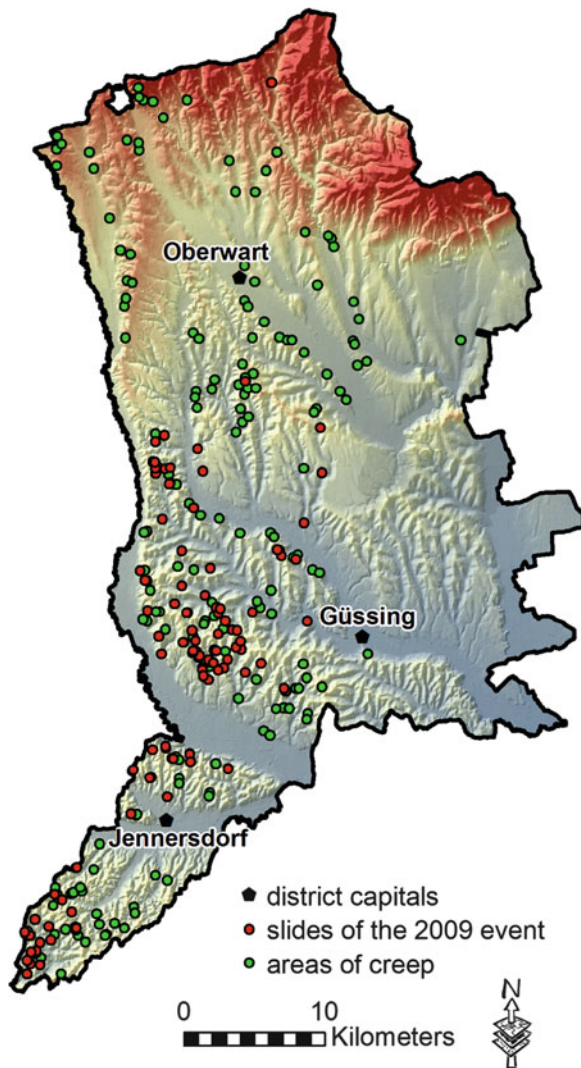 Oberwart
Güssing
Jennersdorf
district capitals
slides of the 2009 event
areas of creep
0 10
Kilometers
N